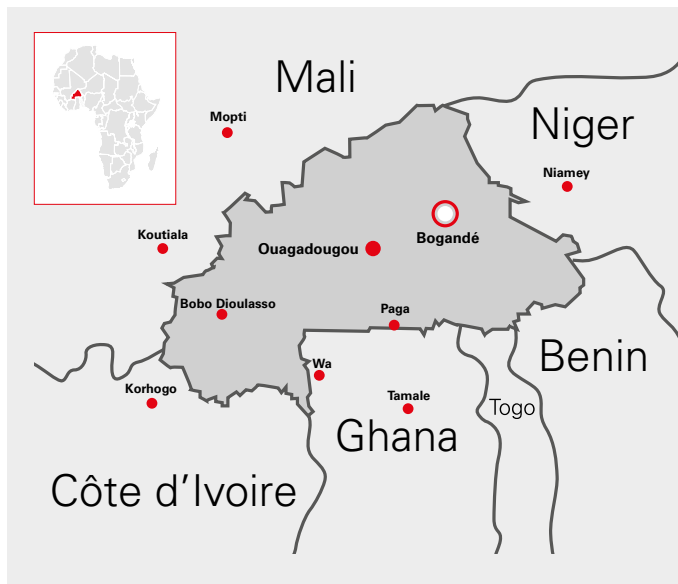 Mali
Mopti
Niger
Niamey
Koutiala
Ouagadougou
Bogandé
Bobo Dioulasso
Paga
Benin
Wa
Korhogo
Tamale
Togo
Ghana
Côte d'Ivoire